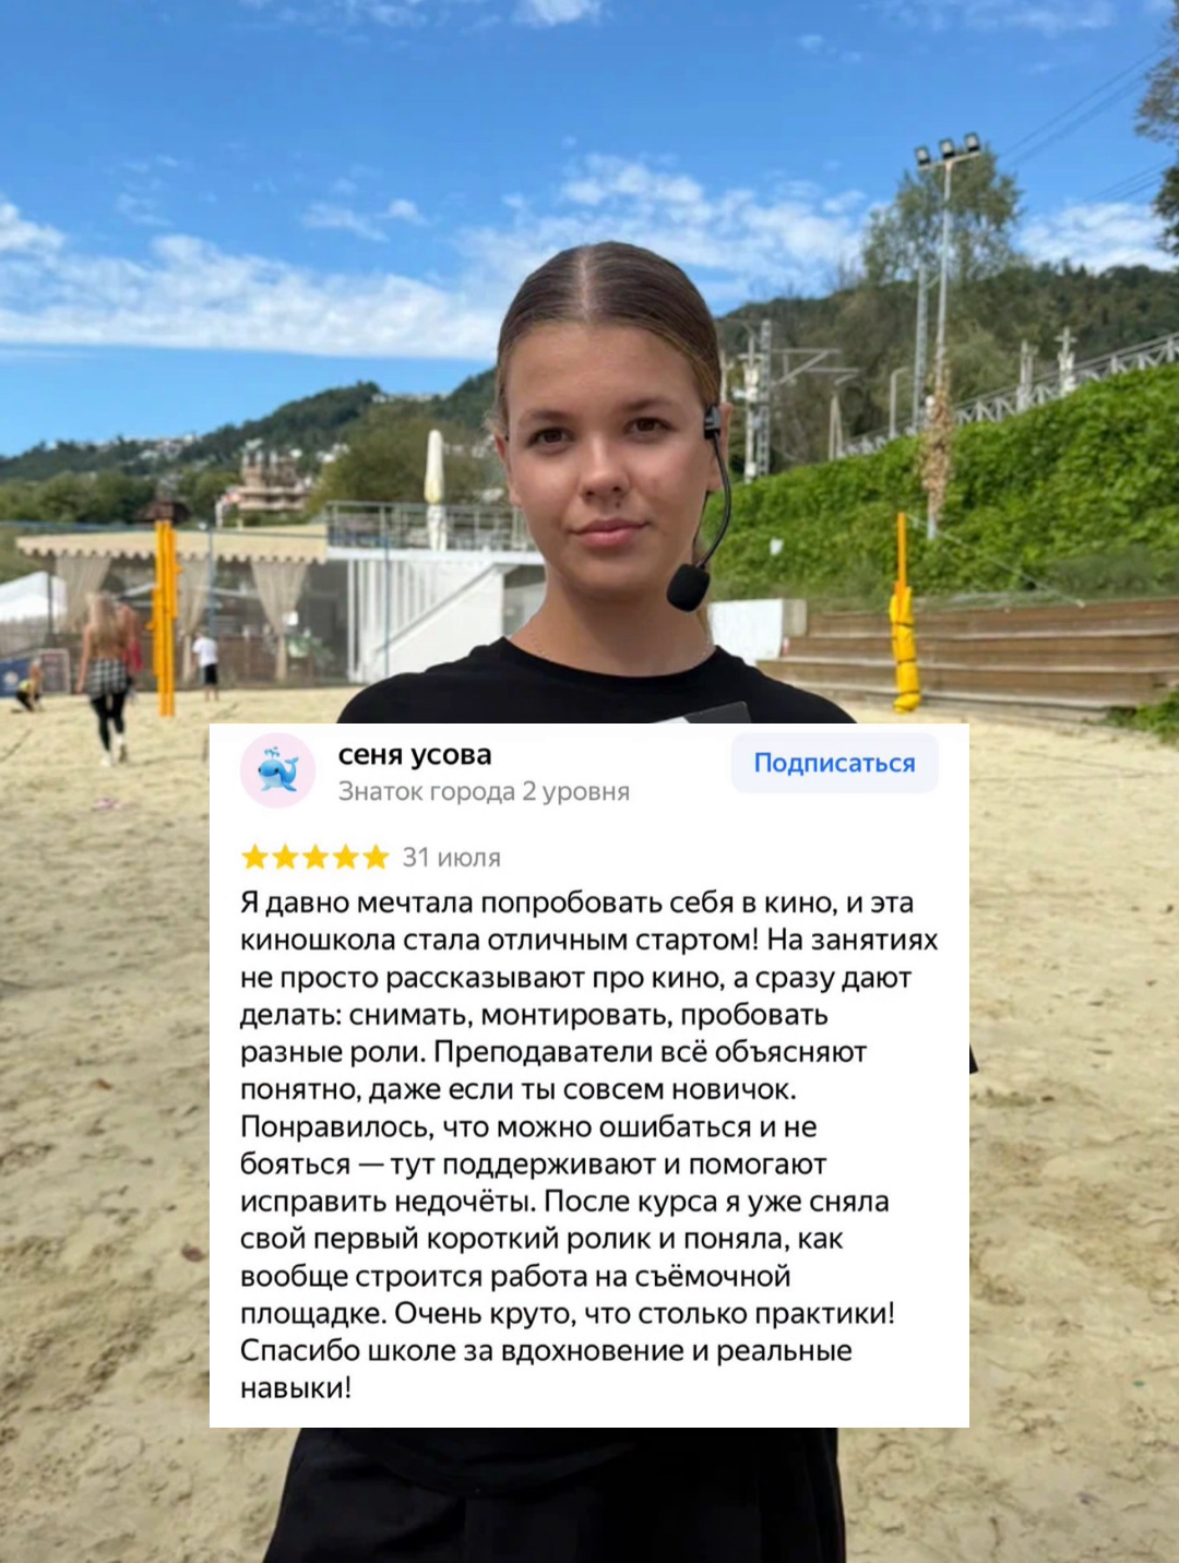 сеня усова
Подписаться
Знаток города 2 уровня
31 июля
Я давно мечтала попробовать себя в кино, и эта
киношкола стала отличным стартом! На занятиях
не просто рассказывают про кино, а сразу дают
делать: снимать, монтировать, пробовать
разные роли. Преподаватели всё объясняют
понятно, даже если ты совсем новичок.
Понравилось, что можно ошибаться и не
бояться — тут поддерживают и помогают
исправить недочёты. После курса я уже сняла
свой первый короткий ролик и поняла, как
вообще строится работа на съёмочной
площадке. Очень круто, что столько практики!
Спасибо школе за вдохновение и реальные
навыки!